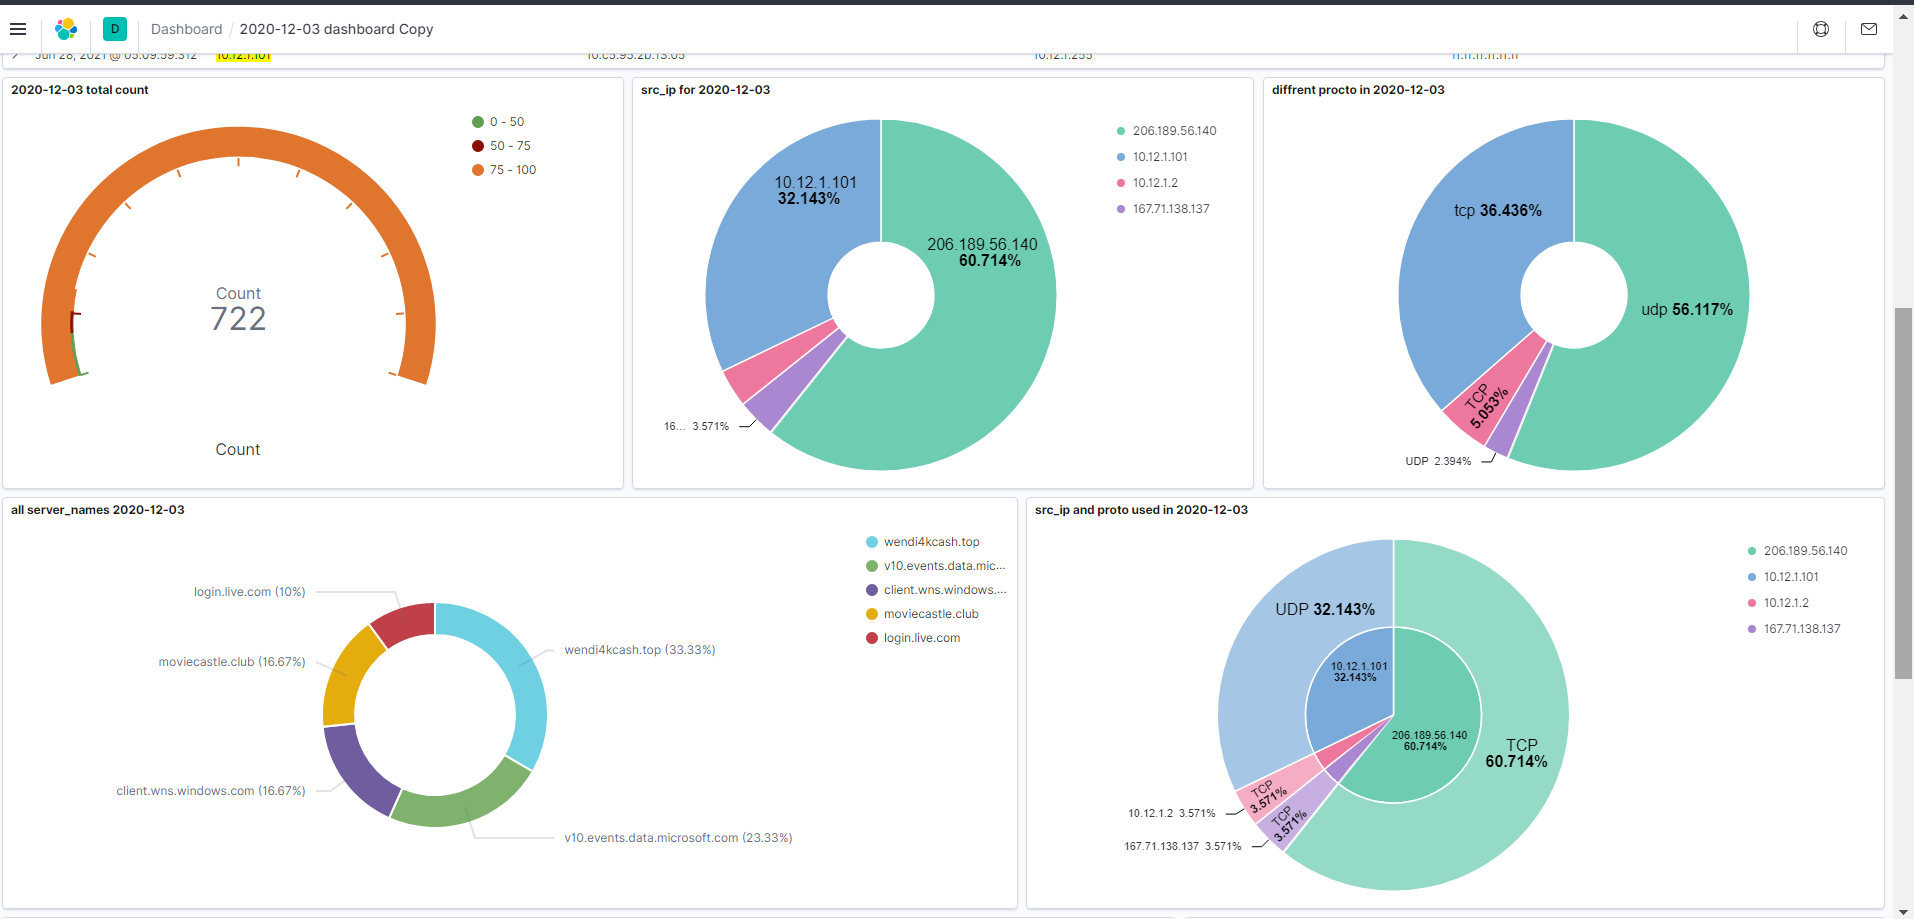 D
Dashboard / 2020-12-03 dashboard Copy
Jun 28, 2021 @ 05:09:59.312 10.12.1.101 10.12.1.255 ff:ff:ff:ff:ff:ff
2020-12-03 total count
0 - 50
50 - 75
75 - 100
Count
722
Count
src_ip for 2020-12-03
206.189.56.140
10.12.1.101
10.12.1.2
167.71.138.137
10.12.1.101
32.143%
206.189.56.140
60.714%
16... 3.571%
diffrent procto in 2020-12-03
tcp 36.436%
udp 56.117%
TCP
5.053%
UDP 2.394%
all server_names 2020-12-03
wendi4kcash.top
v10.events.data.mic...
client.wns.windows,...
moviecastle.club
login.live.com
login.live.com (10%)
moviecastle.club (16.67%)
wendi4kcash.top (33.33%)
client.wns.windows.com (16.67%)
v10.events.data.microsoft.com (23.33%)
src_ip and proto used in 2020-12-03
206.189.56.140
10.12.1.101
10.12.1.2
167.71.138.137
UDP 32.143%
10.12.1.101
32.143%
206.189.56.140
60.714%
TCP
60.714%
TCP
3.571%
TCP
3.571%
10.12.1.2 3.571%
167.71.138.137 3.571%